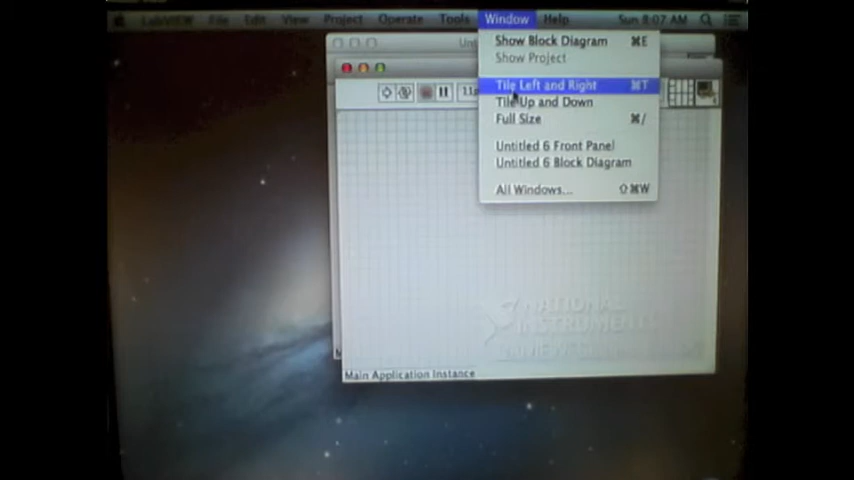 LabVIEW File Edit View Project Operate Tools Window Help Sun 8:07 AM
Show Block Diagram ⌘E
Show Project
Tile Left and Right ⌘T
Tile Up and Down
Full Size ⌘/
Untitled 6 Front Panel
Untitled 6 Block Diagram
All Windows... ⇧⌘W
11p
NATIONAL
INSTRUMENTS
Main Application Instance